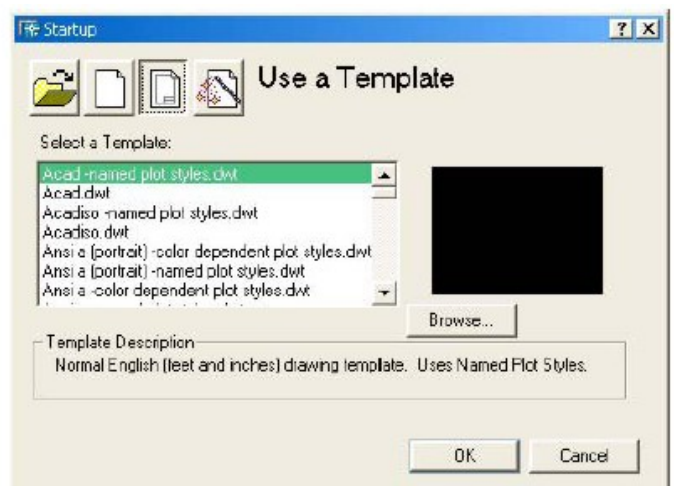 Startup
Use a Template
Select a Template:
Acad -named plot styles.dwt
Acad.dwt
Acadiso -named plot styles.dwt
Acadiso.dwt
Ansi a (portrait) -color dependent plot styles.dwt
Ansi a (portrait) -named plot styles.dwt
Ansi a -color dependent plot styles.dwt
Browse...
Template Description
Normal English (feet and inches) drawing template. Uses Named Plot Styles.
OK
Cancel